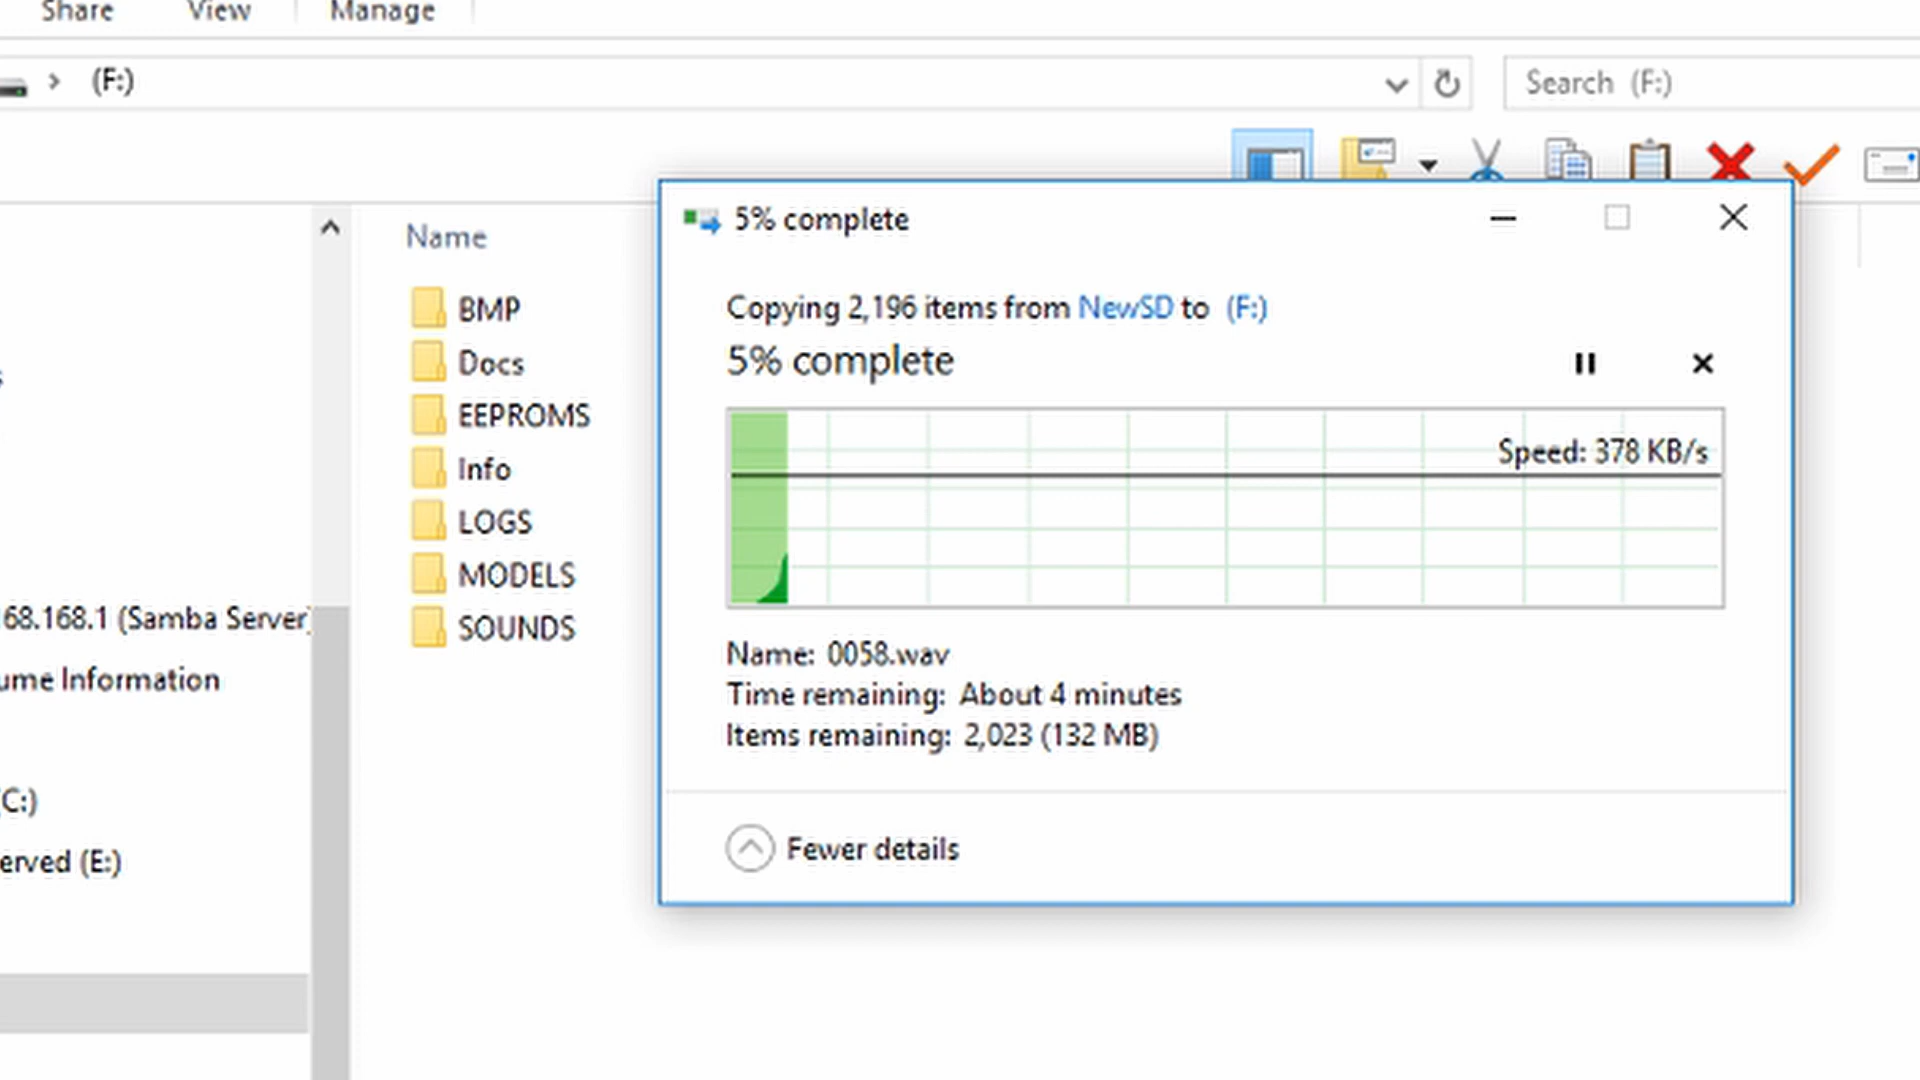 Share View Manage
(F:)
Search (F:)
Name
BMP
Docs
EEPROMS
Info
LOGS
MODELS
SOUNDS
68.168.1 (Samba Server)
ume Information
(C:)
erved (E:)
5% complete
Copying 2,196 items from NewSD to (F:)
5% complete
Speed: 378 KB/s
Name: 0058.wav
Time remaining: About 4 minutes
Items remaining: 2,023 (132 MB)
Fewer details